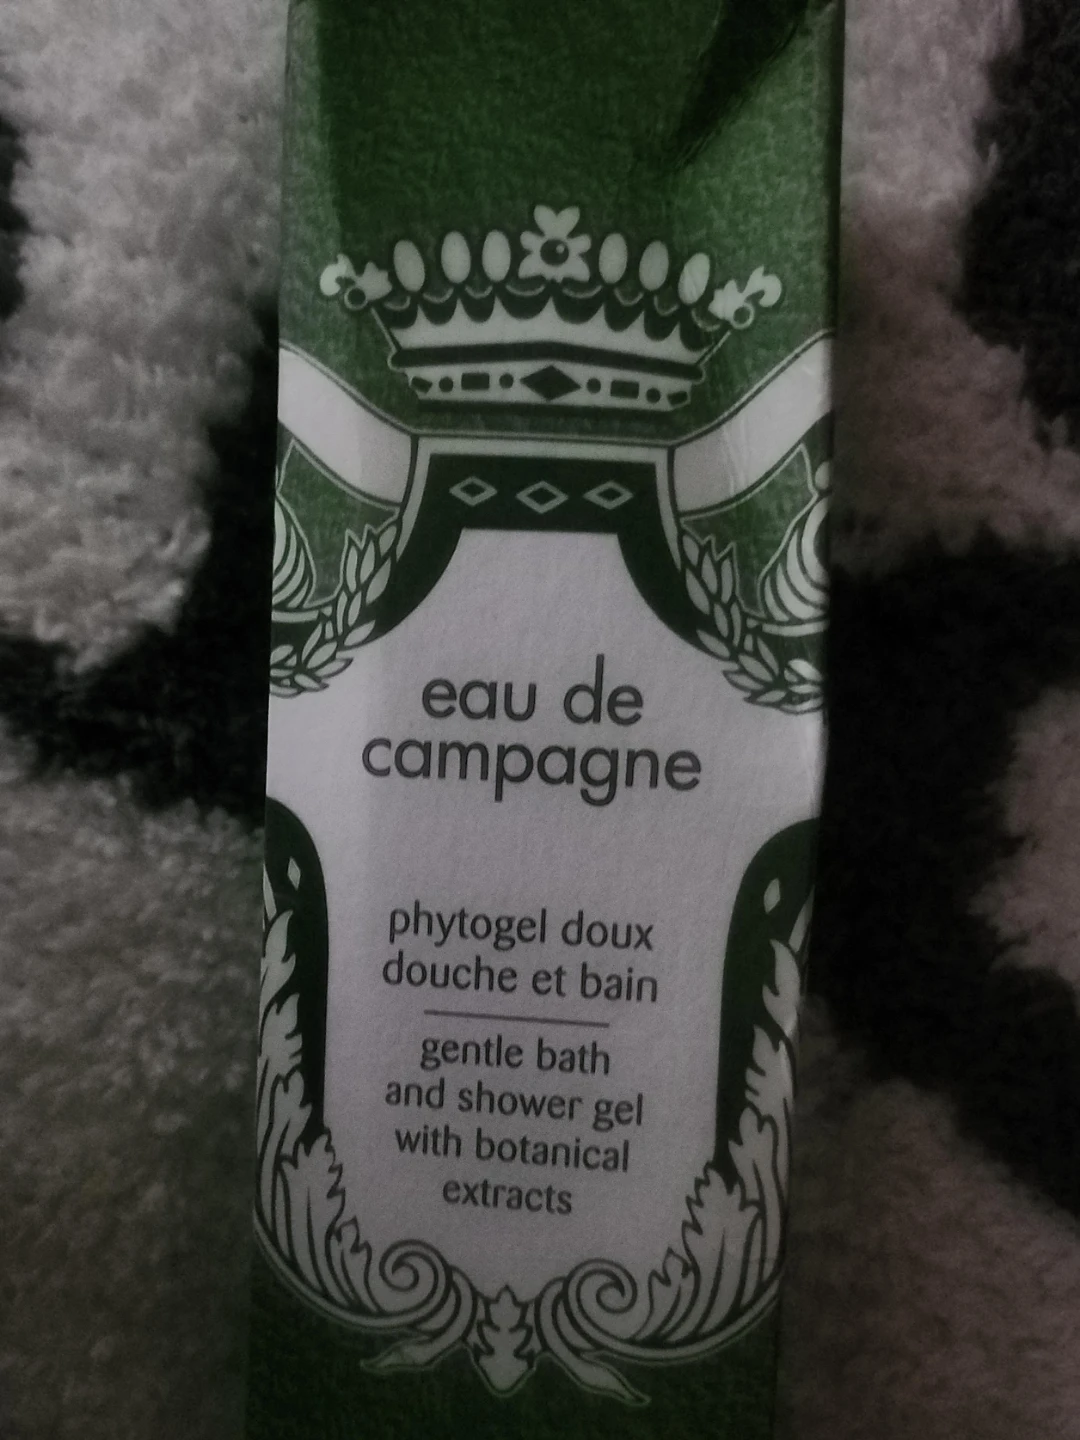 eau de
campagne
phytogel doux
douche et bain
gentle bath
and shower gel
with botanical
extracts